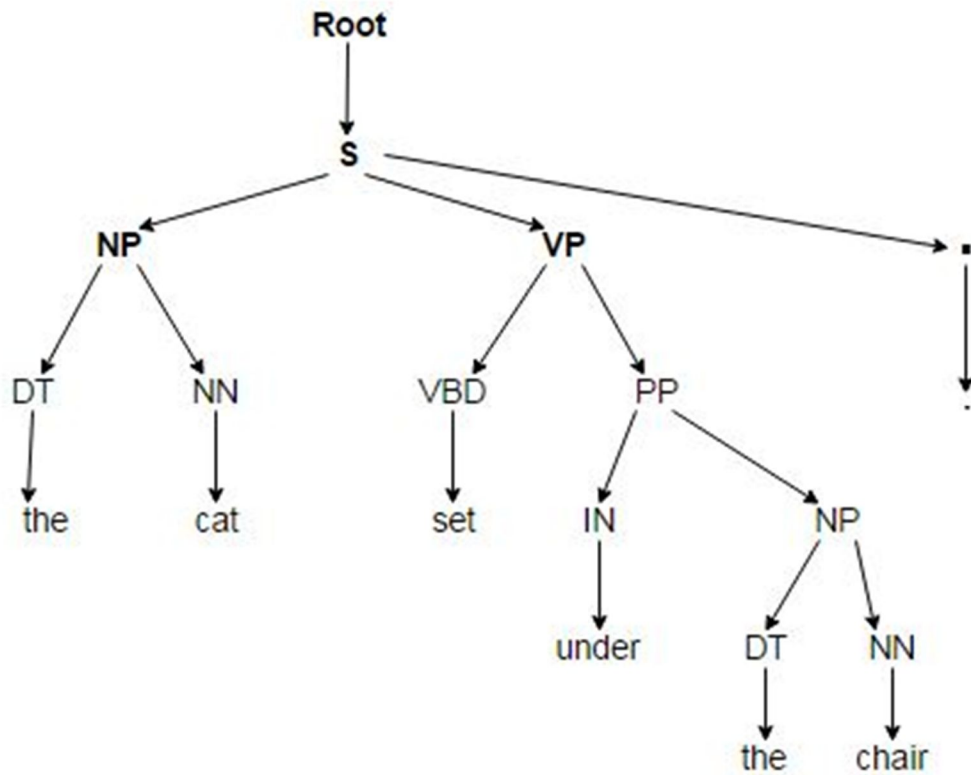 Root
S
NP VP .
DT NN VBD PP .
the cat set IN NP
under DT NN
the chair